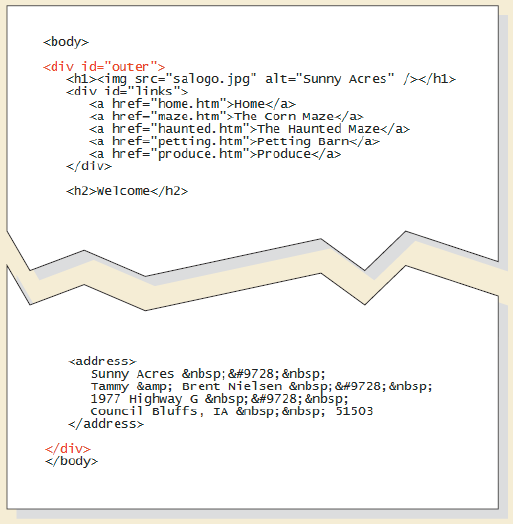 <body>
<div id="outer">
<h1><img src="salogo.jpg" alt="Sunny Acres" /></h1>
<div id="links">
<a href="home.htm">Home</a>
<a href="maze.htm">The Corn Maze</a>
<a href="haunted.htm">The Haunted Maze</a>
<a href="petting.htm">Petting Barn</a>
<a href="produce.htm">Produce</a>
</div>
<h2>Welcome</h2>
<address>
Sunny Acres &nbsp;&#9728;&nbsp;
Tammy &amp; Brent Nielsen &nbsp;&#9728;&nbsp;
1977 Highway G &nbsp;&#9728;&nbsp;
Council Bluffs, IA &nbsp;&nbsp; 51503
</address>
</div>
</body>